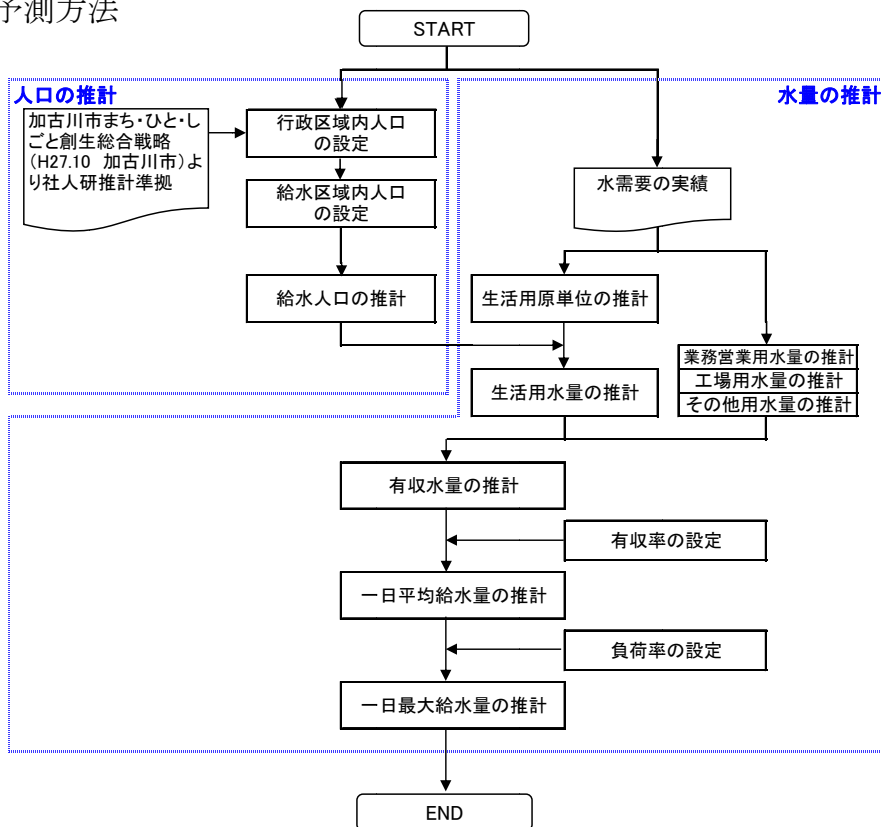 予測方法
START
人口の推計
水量の推計
加古川市まち・ひと・し
ごと創生総合戦略
(H27.10 加古川市)よ
り社人研推計準拠
行政区域内人口
の設定
給水区域内人口
の設定
給水人口の推計
水需要の実績
生活用原単位の推計
業務営業用水量の推計
工場用水量の推計
その他用水量の推計
生活用水量の推計
有収水量の推計
有収率の設定
一日平均給水量の推計
負荷率の設定
一日最大給水量の推計
END